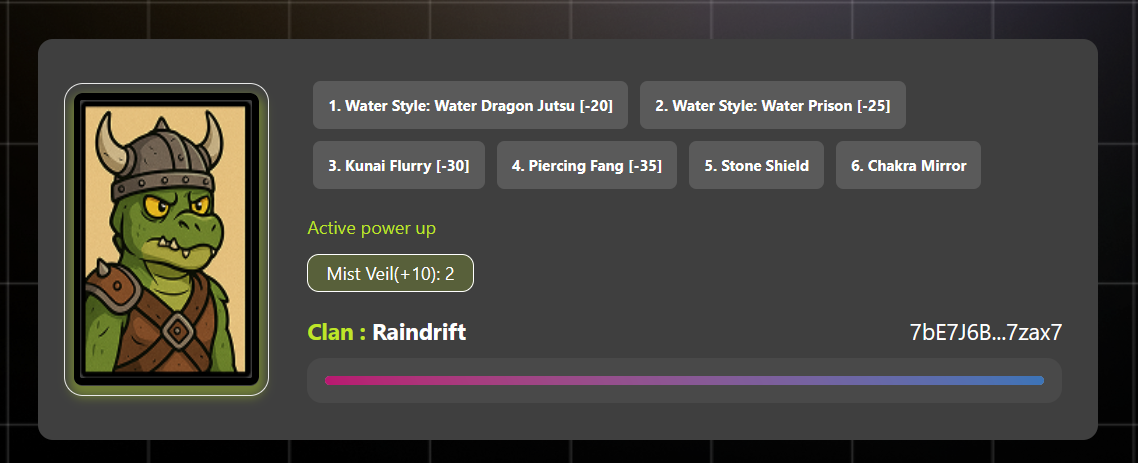 1. Water Style: Water Dragon Jutsu [-20] 2. Water Style: Water Prison [-25]
3. Kunai Flurry [-30] 4. Piercing Fang [-35] 5. Stone Shield 6. Chakra Mirror
Active power up
Mist Veil(+10): 2
Clan : Raindrift 7bE7J6B...7zax7